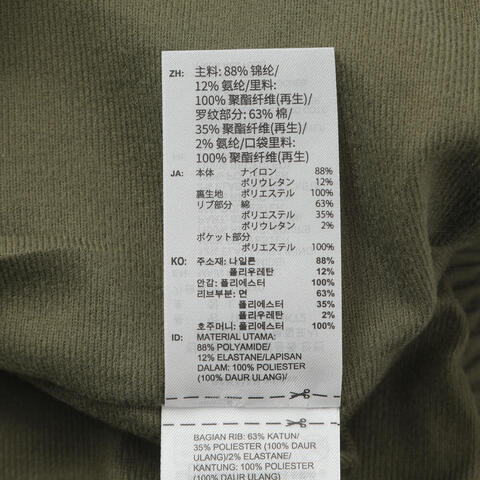 ZH: 主料: 88% 锦纶/
12% 氨纶/里料:
100% 聚酯纤维(再生)/
罗纹部分: 63% 棉/
35% 聚酯纤维(再生)/
2% 氨纶/口袋里料:
100% 聚酯纤维(再生)
JA: 本体 ナイロン 88%
ポリウレタン 12%
裏生地 ポリエステル 100%
リブ部分 綿 63%
ポリエステル 35%
ポリウレタン 2%
ポケット部分
ポリエステル 100%
KO: 주소재: 나일론 88%
폴리우레탄 12%
안감: 폴리에스터 100%
리브부분: 면 63%
폴리에스터 35%
폴리우레탄 2%
호주머니: 폴리에스터 100%
ID: MATERIAL UTAMA:
88% POLYAMIDE/
12% ELASTANE/LAPISAN
DALAM: 100% POLIESTER
(100% DAUR ULANG)/
BAGIAN RIB: 63% KATUN/
35% POLIESTER (100% DAUR
ULANG)/2% ELASTANE/
KANTUNG: 100% POLIESTER
(100% DAUR ULANG)